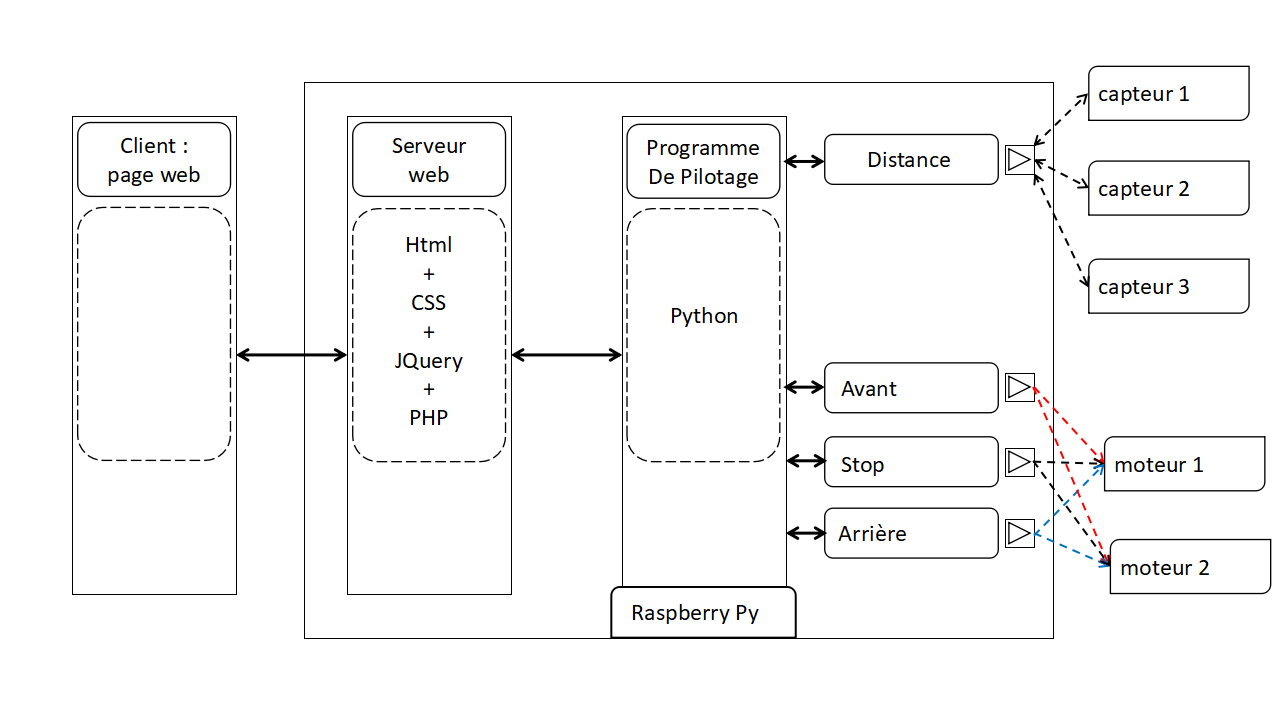 Client :
page web
Serveur
web
Html
+
CSS
+
JQuery
+
PHP
Programme
De Pilotage
Python
Raspberry Py
Distance
Avant
Stop
Arrière
capteur 1
capteur 2
capteur 3
moteur 1
moteur 2